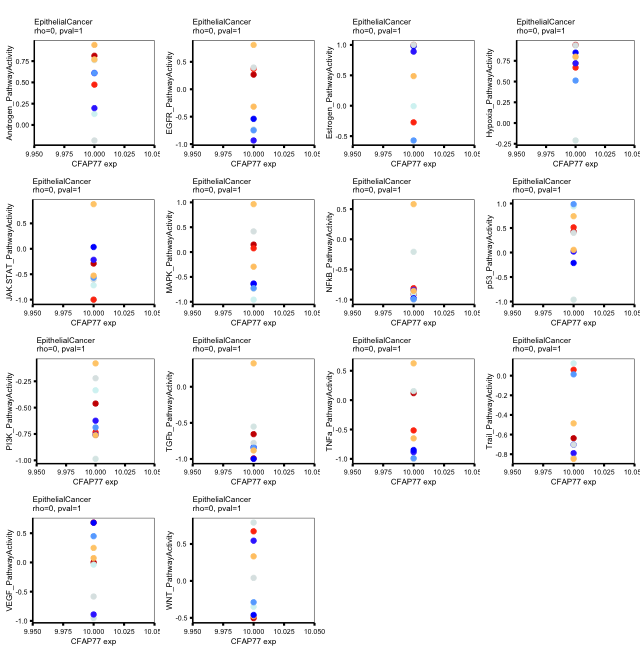 EpithelialCancer
rho=0, pval=1
Androgen_PathwayActivity
0.75
0.50
0.25
0.00
9.950 9.975 10.000 10.025 10.05
CFAP77 exp
EpithelialCancer
rho=0, pval=1
EGFR_PathwayActivity
1.0
0.5
0.0
-0.5
-1.0
9.950 9.975 10.000 10.025 10.05
CFAP77 exp
EpithelialCancer
rho=0, pval=1
Estrogen_PathwayActivity
1.0
0.5
0.0
-0.5
9.950 9.975 10.000 10.025 10.05
CFAP77 exp
EpithelialCancer
rho=0, pval=1
Hypoxia_PathwayActivity
0.75
0.50
0.25
0.00
-0.25
9.950 9.975 10.000 10.025 10.05
CFAP77 exp
EpithelialCancer
rho=0, pval=1
JAK-STAT_PathwayActivity
0.5
0.0
-0.5
-1.0
9.950 9.975 10.000 10.025 10.05
CFAP77 exp
EpithelialCancer
rho=0, pval=1
MAPK_PathwayActivity
1.0
0.5
0.0
-0.5
-1.0
9.950 9.975 10.000 10.025 10.05
CFAP77 exp
EpithelialCancer
rho=0, pval=1
NFkB_PathwayActivity
0.5
0.0
-0.5
-1.0
9.950 9.975 10.000 10.025 10.05
CFAP77 exp
EpithelialCancer
rho=0, pval=1
p53_PathwayActivity
1.0
0.5
0.0
-0.5
-1.0
9.950 9.975 10.000 10.025 10.05
CFAP77 exp
EpithelialCancer
rho=0, pval=1
PI3K_PathwayActivity
-0.25
-0.50
-0.75
-1.00
9.950 9.975 10.000 10.025 10.05
CFAP77 exp
EpithelialCancer
rho=0, pval=1
TGFb_PathwayActivity
0.0
-0.5
-1.0
9.950 9.975 10.000 10.025 10.05
CFAP77 exp
EpithelialCancer
rho=0, pval=1
TNFa_PathwayActivity
0.5
0.0
-0.5
-1.0
9.950 9.975 10.000 10.025 10.05
CFAP77 exp
EpithelialCancer
rho=0, pval=1
Trail_PathwayActivity
0.0
-0.2
-0.4
-0.6
-0.8
9.950 9.975 10.000 10.025 10.05
CFAP77 exp
EpithelialCancer
rho=0, pval=1
VEGF_PathwayActivity
0.5
0.0
-0.5
-1.0
9.950 9.975 10.000 10.025 10.05
CFAP77 exp
EpithelialCancer
rho=0, pval=1
WNT_PathwayActivity
0.5
0.0
-0.5
9.950 9.975 10.000 10.025 10.050
CFAP77 exp